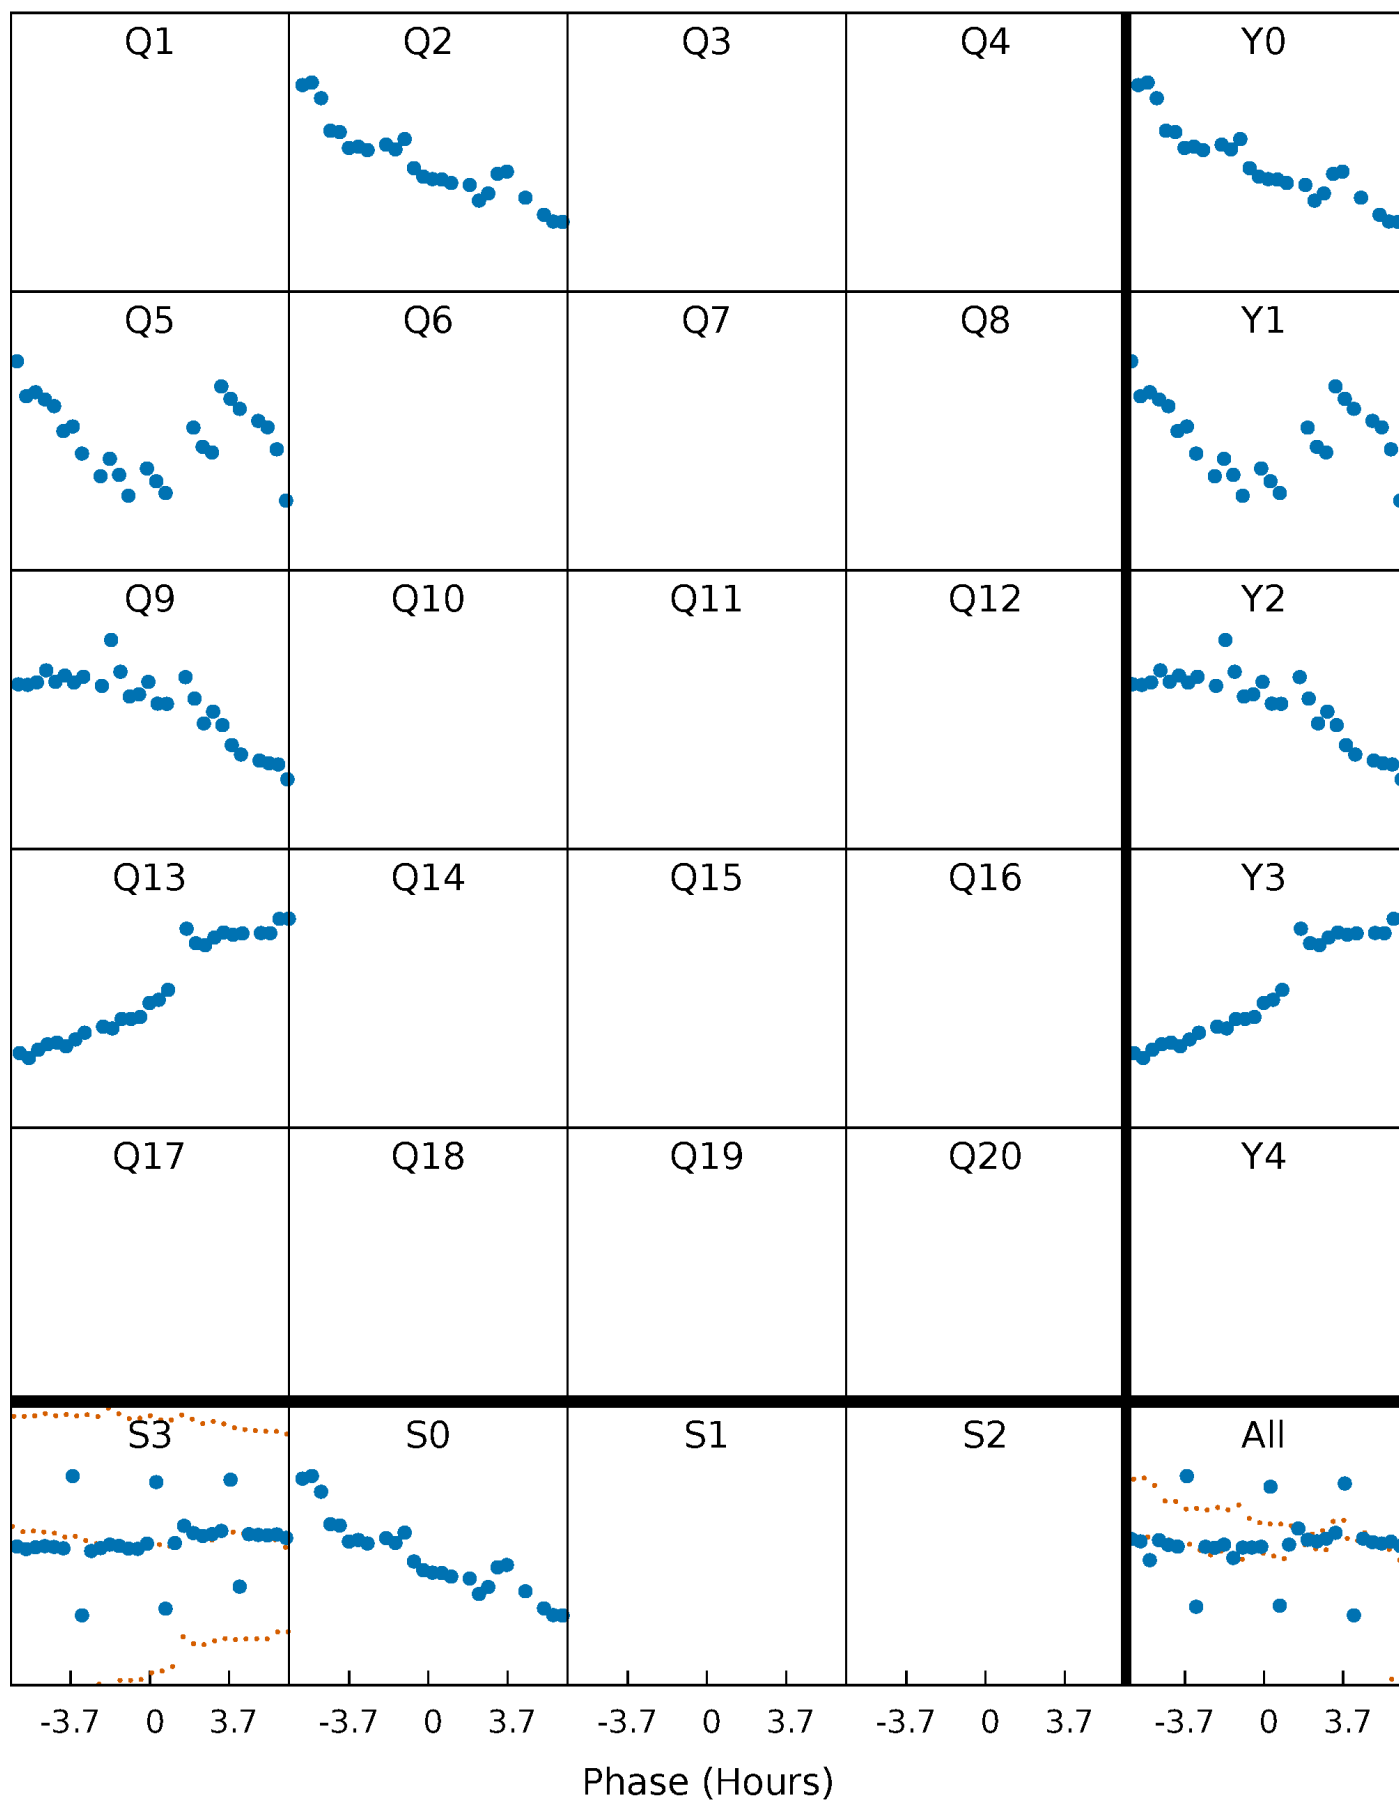 Q1 Q2 Q3 Q4 Y0
Q5 Q6 Q7 Q8 Y1
Q9 Q10 Q11 Q12 Y2
Q13 Q14 Q15 Q16 Y3
Q17 Q18 Q19 Q20 Y4
S3 S0 S1 S2 All
-3.7 0 3.7 -3.7 0 3.7 -3.7 0 3.7 -3.7 0 3.7 -3.7 0 3.7
Phase (Hours)